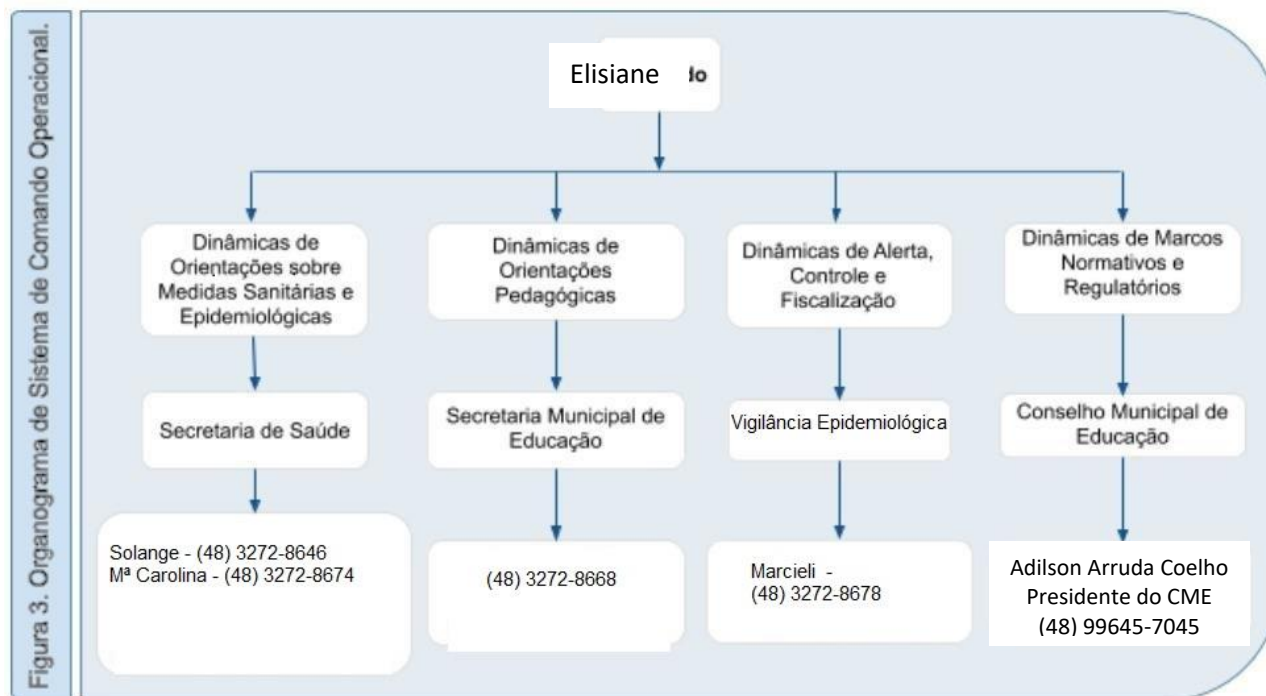 Figura 3. Organograma de Sistema de Comando Operacional.
Elisiane
Dinâmicas de
Orientações sobre
Medidas Sanitárias e
Epidemiológicas
Dinâmicas de
Orientações
Pedagógicas
Dinâmicas de Alerta,
Controle e
Fiscalização
Dinâmicas de Marcos
Normativos e
Regulatórios
Secretaria de Saúde
Secretaria Municipal de
Educação
Vigilância Epidemiológica
Conselho Municipal de
Educação
Solange - (48) 3272-8646
Mª Carolina - (48) 3272-8674
(48) 3272-8668
Marcieli -
(48) 3272-8678
Adilson Arruda Coelho
Presidente do CME
(48) 99645-7045